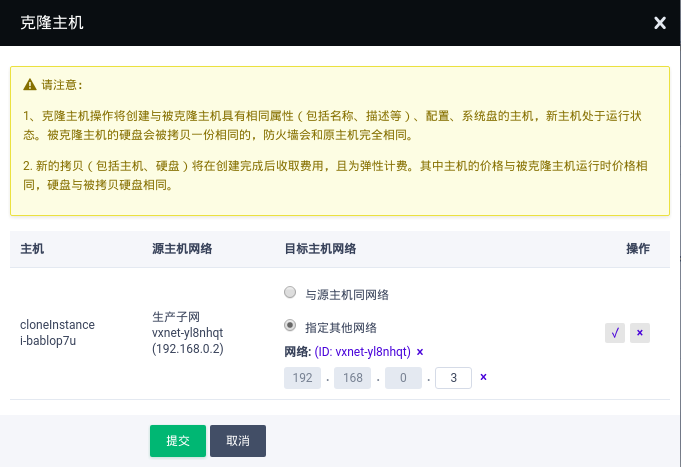 克隆主机
请注意：
1、克隆主机操作将创建与被克隆主机具有相同属性（包括名称、描述等）、配置、系统盘的主机，新主机处于运行状
态。被克隆主机的硬盘会被拷贝一份相同的，防火墙会和原主机完全相同。
2. 新的拷贝（包括主机、硬盘）将在创建完成后收取费用，且为弹性计费。其中主机的价格与被克隆主机运行时价格相
同，硬盘与被拷贝硬盘相同。
主机 源主机网络 目标主机网络 操作
cloneInstance
i-bablop7u
生产子网
vxnet-yl8nhqt
(192.168.0.2)
与源主机同网络
指定其他网络
网络: (ID: vxnet-yl8nhqt) ×
192 . 168 . 0 . 3 ×
√ ×
提交 取消